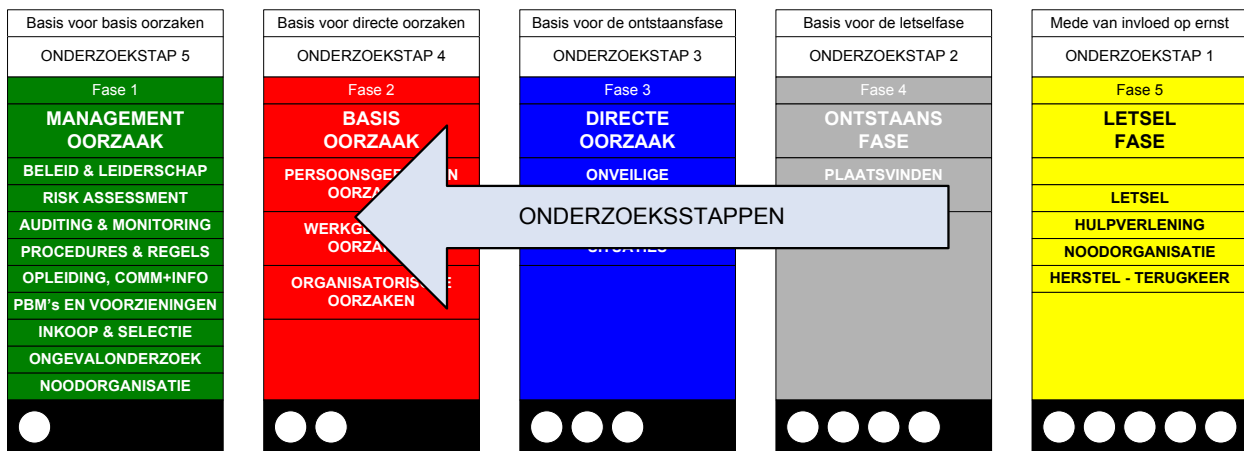 Basis voor basis oorzaken
ONDERZOEKSTAP 5
Fase 1
MANAGEMENT
OORZAAK
BELEID & LEIDERSCHAP
RISK ASSESSMENT
AUDITING & MONITORING
PROCEDURES & REGELS
OPLEIDING, COMM+INFO
PBM's EN VOORZIENINGEN
INKOOP & SELECTIE
ONGEVALONDERZOEK
NOODORGANISATIE
Basis voor directe oorzaken
ONDERZOEKSTAP 4
Fase 2
BASIS
OORZAAK
ORGANISATORISCHE
OORZAKEN
Basis voor de ontstaansfase
ONDERZOEKSTAP 3
Fase 3
DIRECTE
OORZAAK
ONVEILIGE
Basis voor de letselfase
ONDERZOEKSTAP 2
Fase 4
ONTSTAANS
FASE
PLAATSVINDEN
Mede van invloed op ernst
ONDERZOEKSTAP 1
Fase 5
LETSEL
FASE
LETSEL
HULPVERLENING
NOODORGANISATIE
HERSTEL - TERUGKEER
ONDERZOEKSSTAPPEN